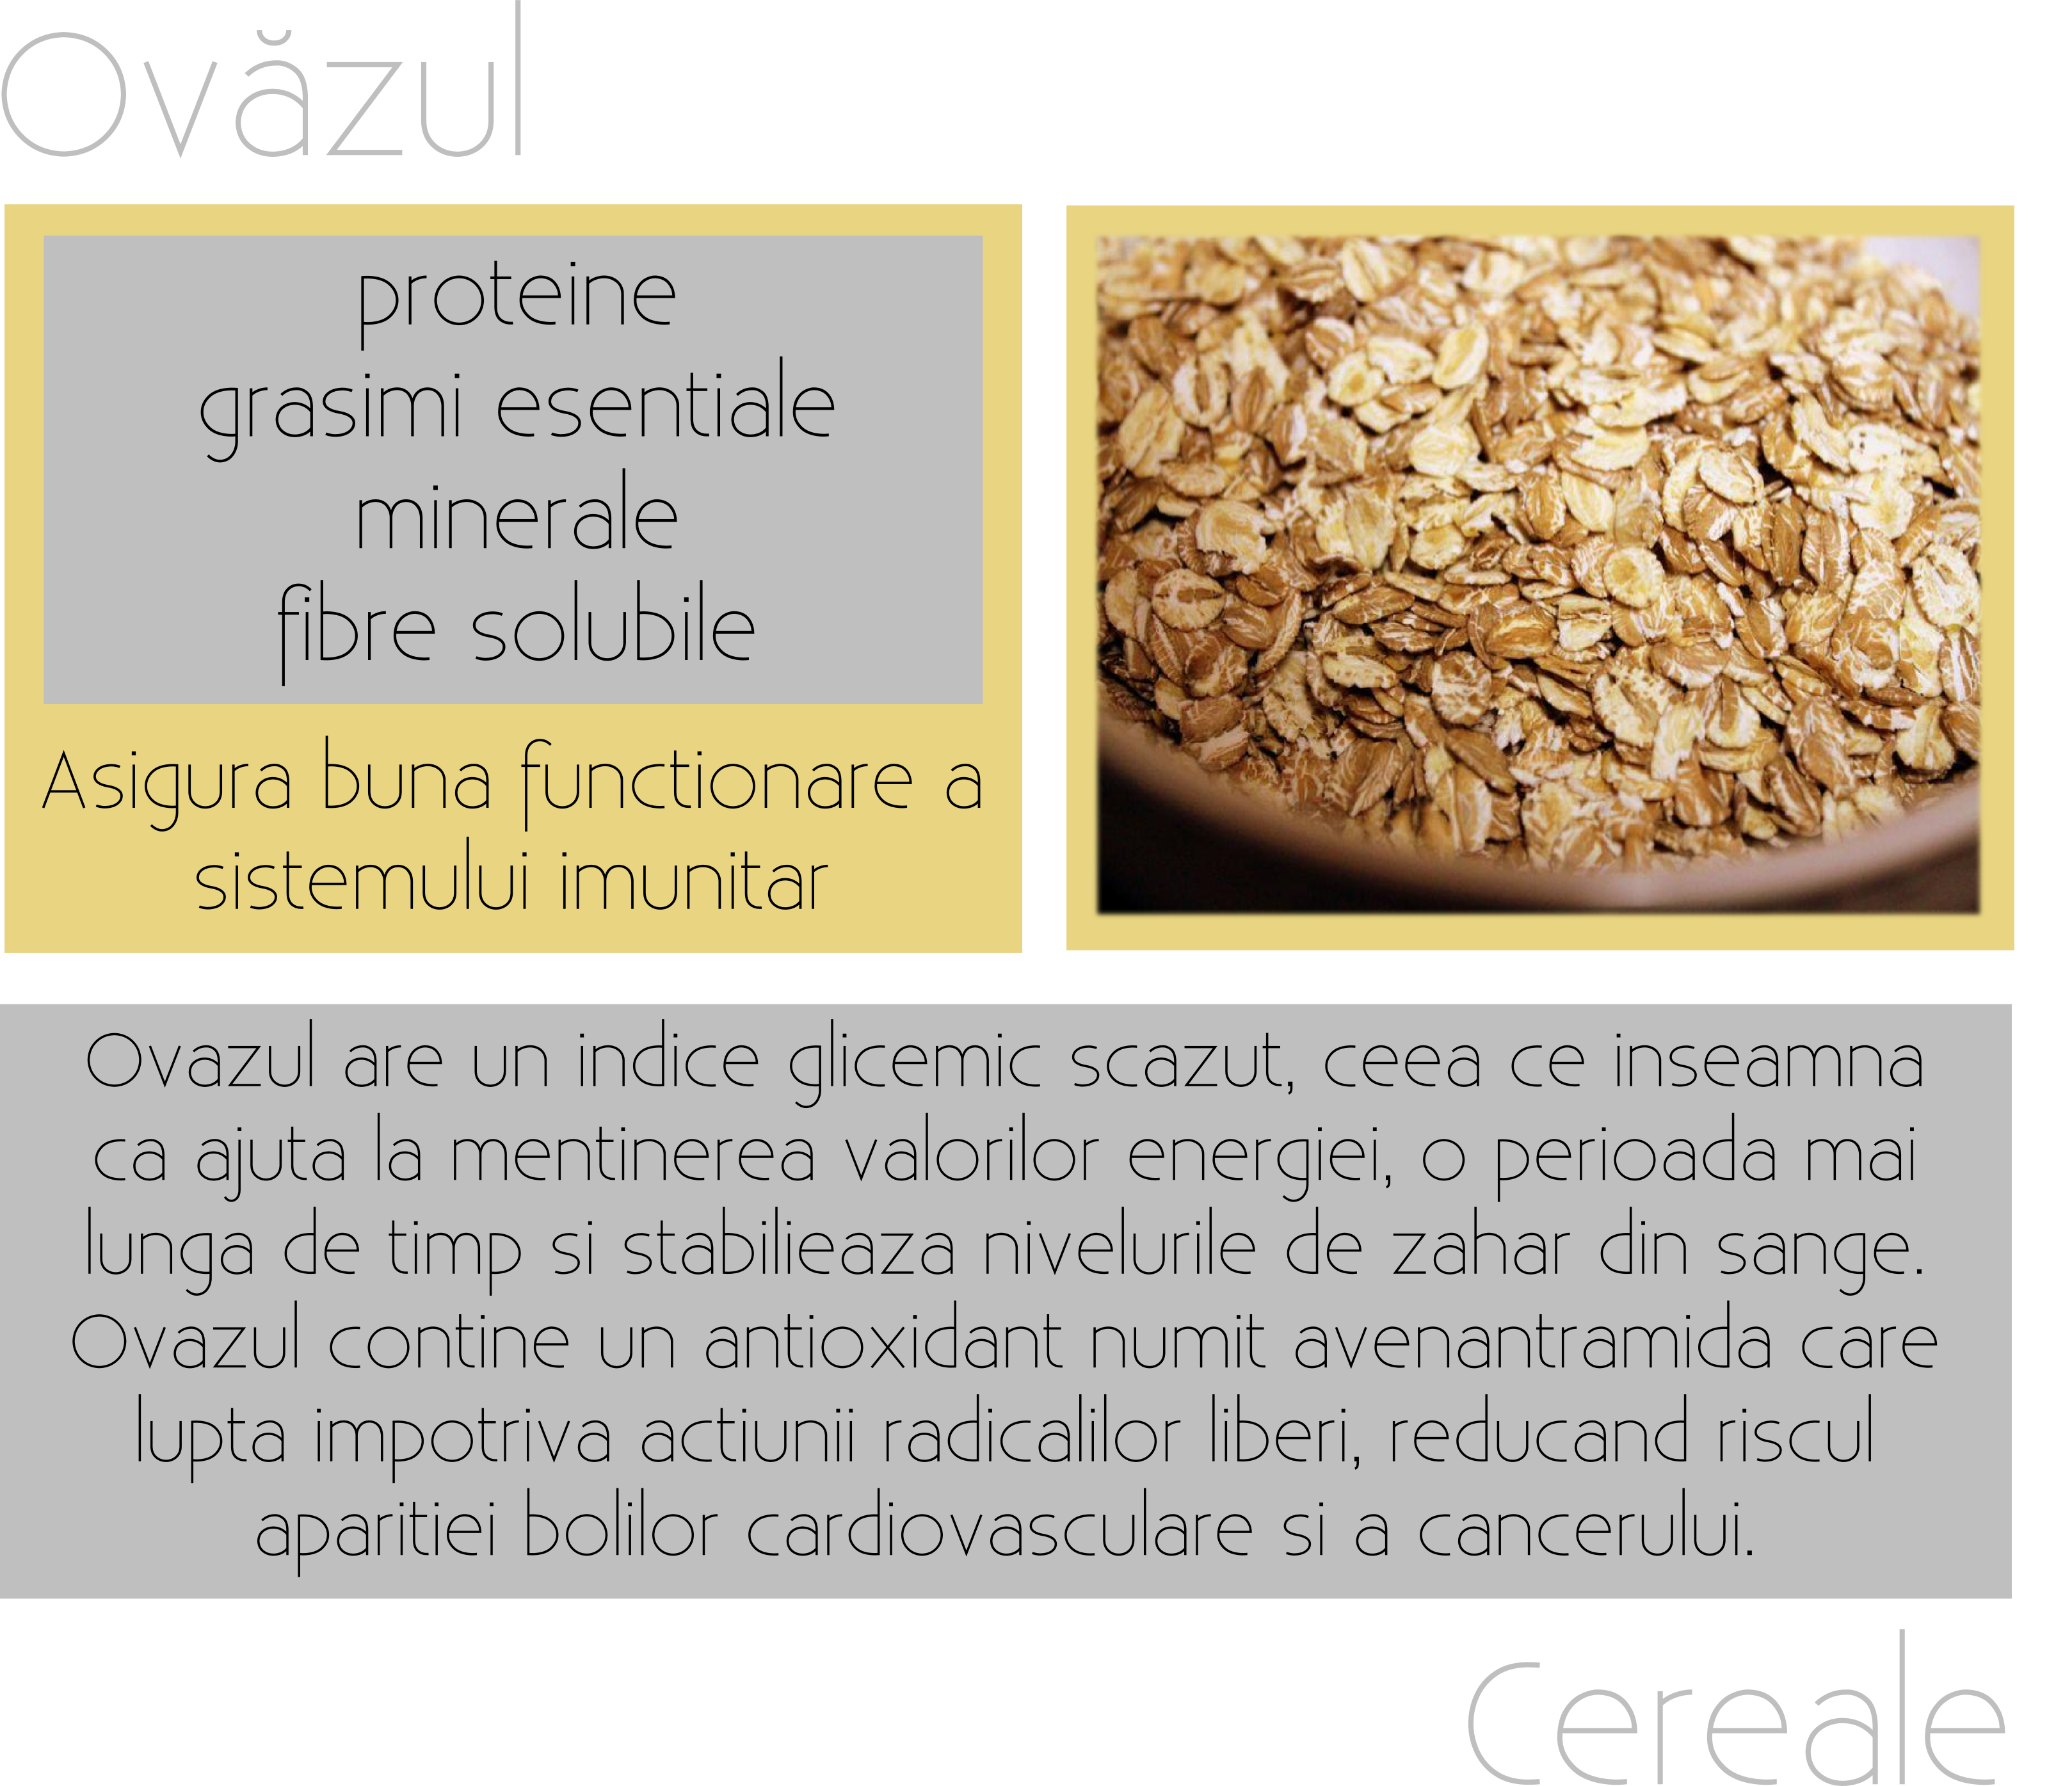 Ovăzul
proteine
grasimi esentiale
minerale
fibre solubile
Asigura buna functionare a
sistemului imunitar
Ovazul are un indice glicemic scazut, ceea ce inseamna
ca ajuta la mentinerea valorilor energiei, o perioada mai
lunga de timp si stabilieaza nivelurile de zahar din sange.
Ovazul contine un antioxidant numit avenantramida care
lupta impotriva actiunii radicalilor liberi, reducand riscul
aparitiei bolilor cardiovasculare si a cancerului.
Cereale